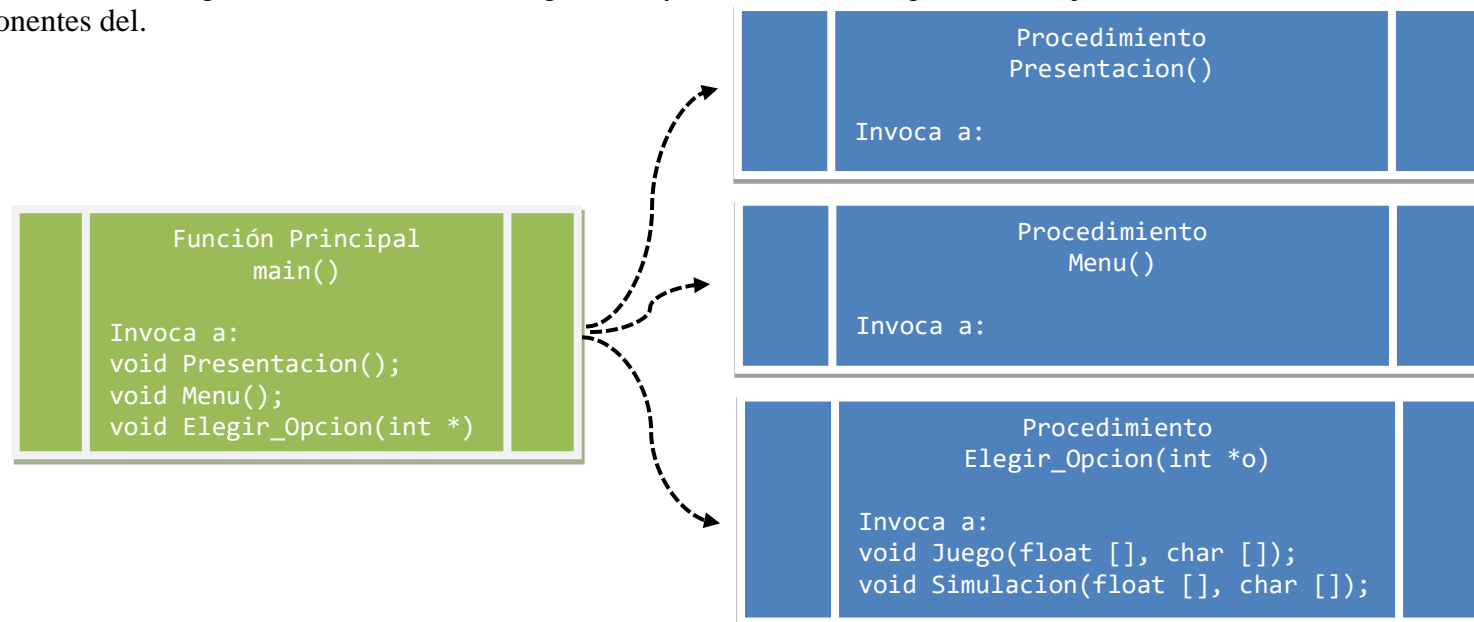 onentes del.
Función Principal
main()
Invoca a:
void Presentacion();
void Menu();
void Elegir_Opcion(int *)
Procedimiento
Presentacion()
Invoca a:
Procedimiento
Menu()
Invoca a:
Procedimiento
Elegir_Opcion(int *o)
Invoca a:
void Juego(float [], char []);
void Simulacion(float [], char []);